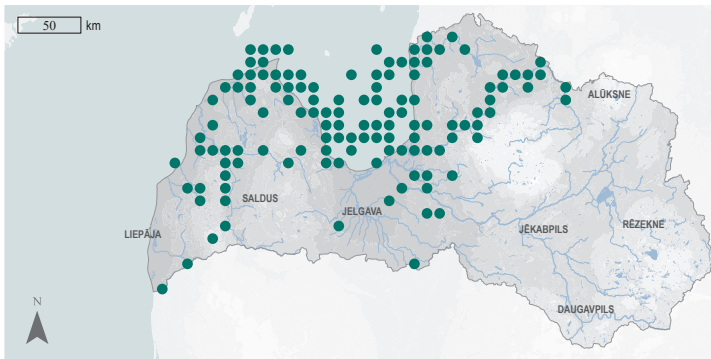 50
km
ALŪKSNE
SALDUS
JELGAVA
LIEPĀJA
JĒKABPILS
RĒZEKNE
DAUGAVPILS
N